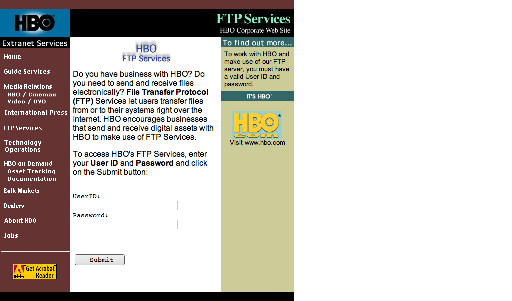 HBO
FTP Services
HBO Corporate Web Site
Extranet Services
Home
Guide Services
Media Relations
HBO / Cinemax
Video / DVD
International Press
FTP Services
Technology
Operations
HBO on Demand
Asset Tracking
Documentation
Bulk Markets
Dealers
About HBO
Jobs
Get Acrobat
Reader
HBO
FTP Services
Do you have business with HBO? Do
you need to send and receive files
electronically? File Transfer Protocol
(FTP) Services let users transfer files
from or to their systems right over the
Internet. HBO encourages businesses
that send and receive digital assets with
HBO to make use of FTP Services.
To access HBO's FTP Services, enter
your User ID and Password and click
on the Submit button:
UserID:
Password:
Submit
To find out more...
To work with HBO and
make use of our FTP
server, you must have
a valid User ID and
password.
IT'S HBO
HBO
.COM
Visit www.hbo.com